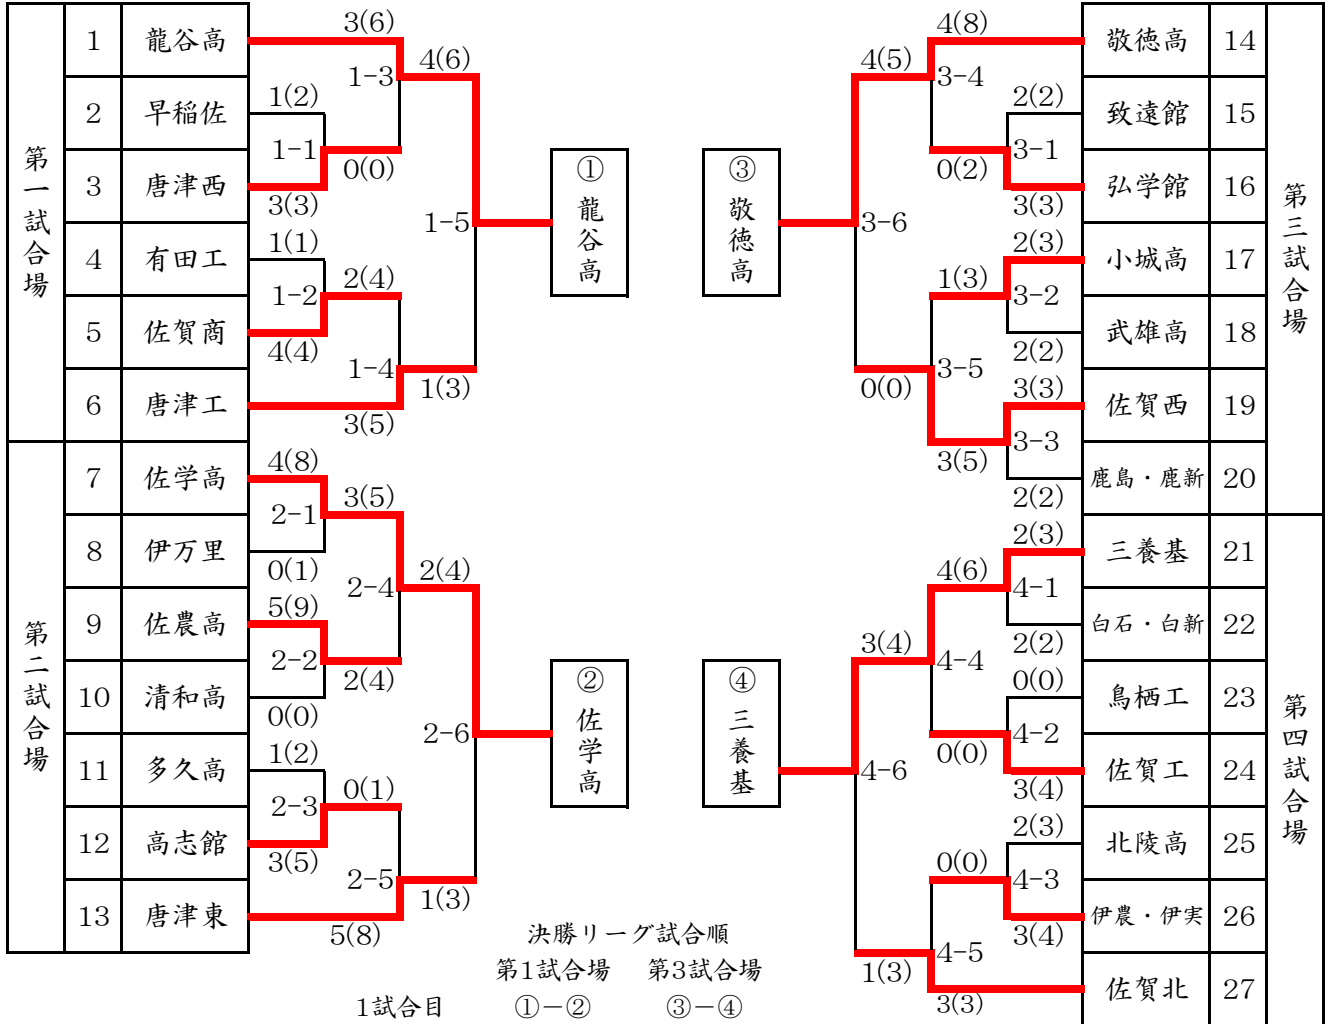 第一試合場
1 龍谷高
2 早稲佐
3 唐津西
4 有田工
5 佐賀商
6 唐津工
第二試合場
7 佐学高
8 伊万里
9 佐農高
10 清和高
11 多久高
12 高志館
13 唐津東
3(6)
1-3
4(6)
1(2)
1-1
0(0)
3(3)
1-5
1(1)
1-2
2(4)
4(4)
1-4
1(3)
3(5)
4(8)
2-1
3(5)
0(1)
2-4
2(4)
5(9)
2-2
2(4)
0(0)
2-6
1(2)
2-3
0(1)
3(5)
2-5
1(3)
5(8)
①龍谷高
②佐学高
③敬徳高
④三養基
4(8)
4(5)
3-4
2(2)
3-1
0(2)
3(3)
3-6
2(3)
1(3)
3-2
2(2)
3-5
0(0)
3(3)
3-3
3(5)
2(2)
2(3)
4(6)
4-1
2(2)
3(4)
4-4
0(0)
4-2
0(0)
3(4)
4-6
2(3)
0(0)
4-3
3(4)
4-5
1(3)
3(3)
敬徳高 14
致遠館 15
弘学館 16
小城高 17
武雄高 18
佐賀西 19
鹿島・鹿新 20
第三試合場
三養基 21
白石・白新 22
鳥栖工 23
佐賀工 24
北陵高 25
伊農・伊実 26
佐賀北 27
第四試合場
決勝リーグ試合順
第1試合場 第3試合場
1試合目 ①－② ③－④